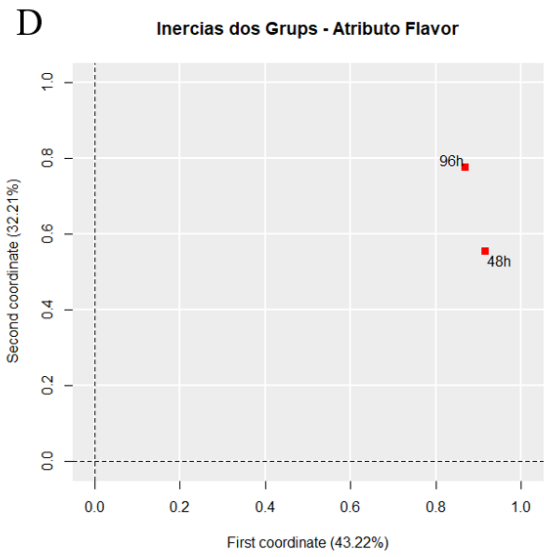 D
Inercias dos Grups - Atributo Flavor
1.0
0.8
0.6
0.4
0.2
0.0
Second coordinate (32.21%)
96h
48h
0.0 0.2 0.4 0.6 0.8 1.0
First coordinate (43.22%)